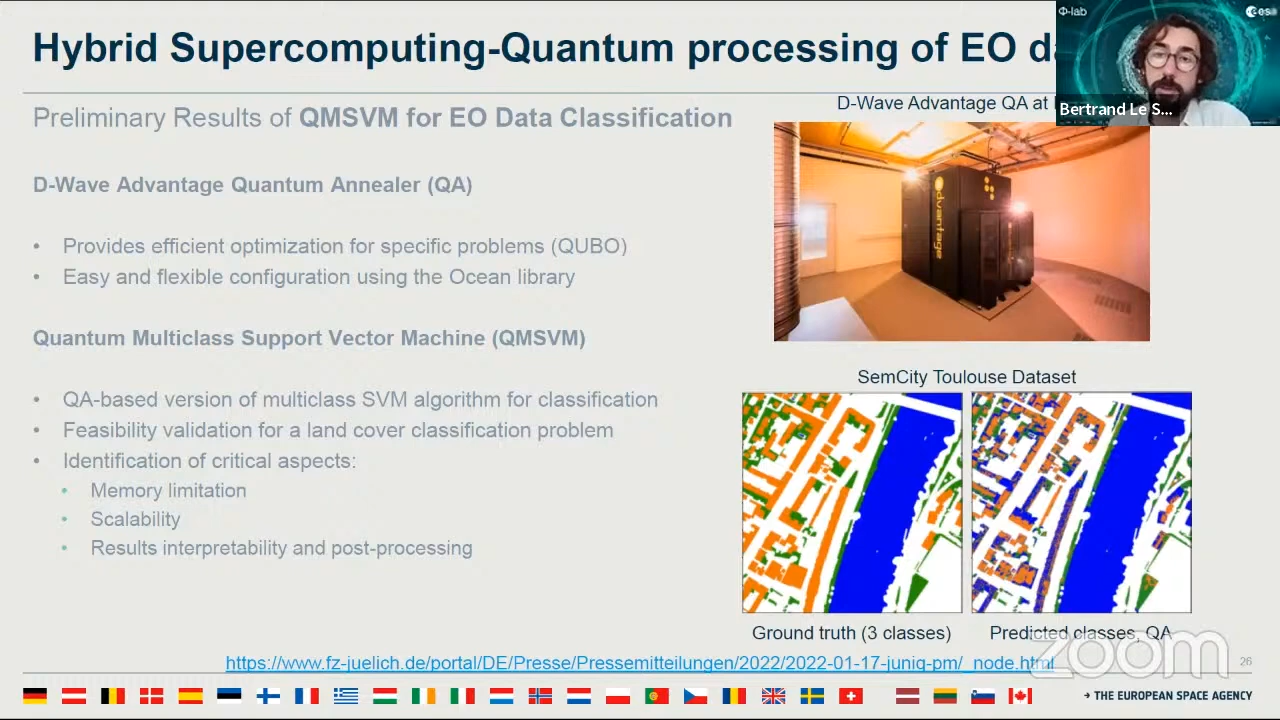 Hybrid Supercomputing-Quantum processing of EO
Φ-lab
esa
Bertrand Le S...
Preliminary Results of QMSVM for EO Data Classification
D-Wave Advantage QA at
D-Wave Advantage Quantum Annealer (QA)
• Provides efficient optimization for specific problems (QUBO)
• Easy and flexible configuration using the Ocean library
Advantage
Quantum Multiclass Support Vector Machine (QMSVM)
• QA-based version of multiclass SVM algorithm for classification
• Feasibility validation for a land cover classification problem
• Identification of critical aspects:
• Memory limitation
• Scalability
• Results interpretability and post-processing
SemCity Toulouse Dataset
Ground truth (3 classes)
Predicted classes, QA
zoom
https://www.fz-juelich.de/portal/DE/Presse/Pressemitteilungen/2022/2022-01-17-juniq-pm/_node.html
26
→ THE EUROPEAN SPACE AGENCY